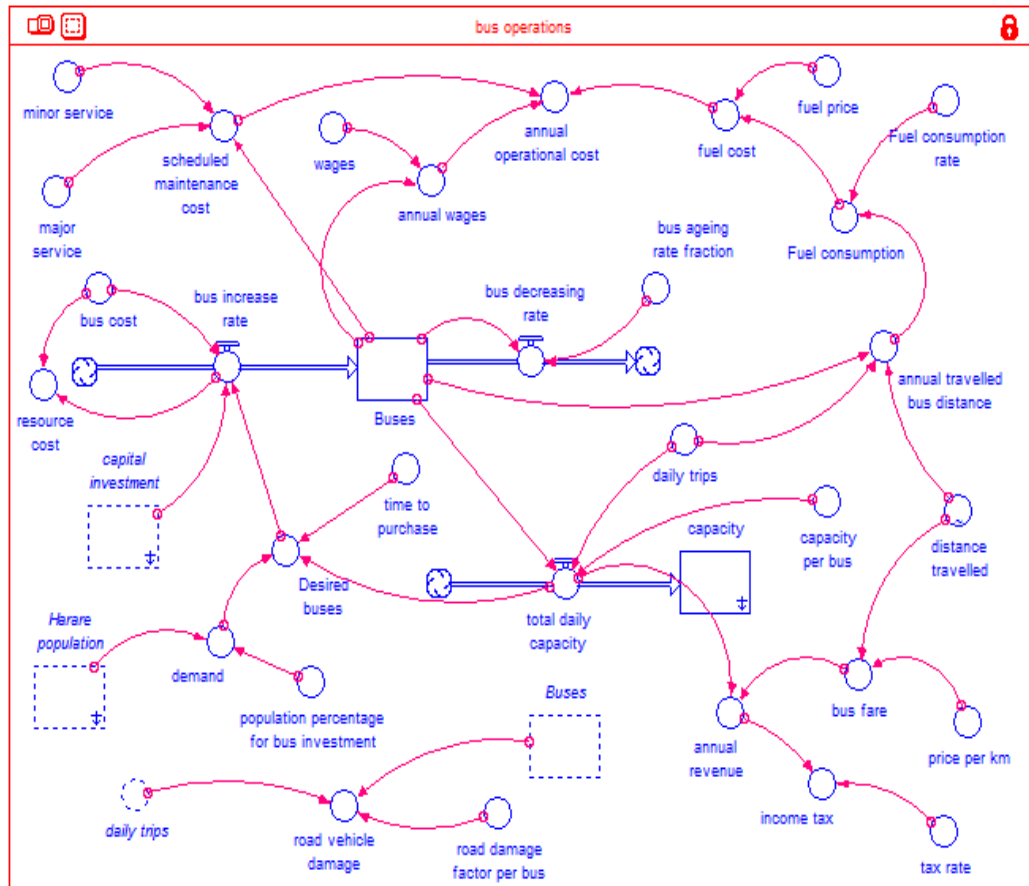 bus operations
minor service
scheduled
maintenance
cost
wages
annual
operational cost
fuel price
fuel cost
Fuel consumption
rate
major
service
annual wages
bus ageing
rate fraction
Fuel consumption
bus cost
bus increase
rate
bus decreasing
rate
resource
cost
Buses
annual travelled
bus distance
capital
investment
time to
purchase
daily trips
capacity
capacity
per bus
distance
travelled
Desired
buses
total daily
capacity
Harare
population
demand
population percentage
for bus investment
Buses
bus fare
annual
revenue
price per km
daily trips
road vehicle
damage
road damage
factor per bus
income tax
tax rate